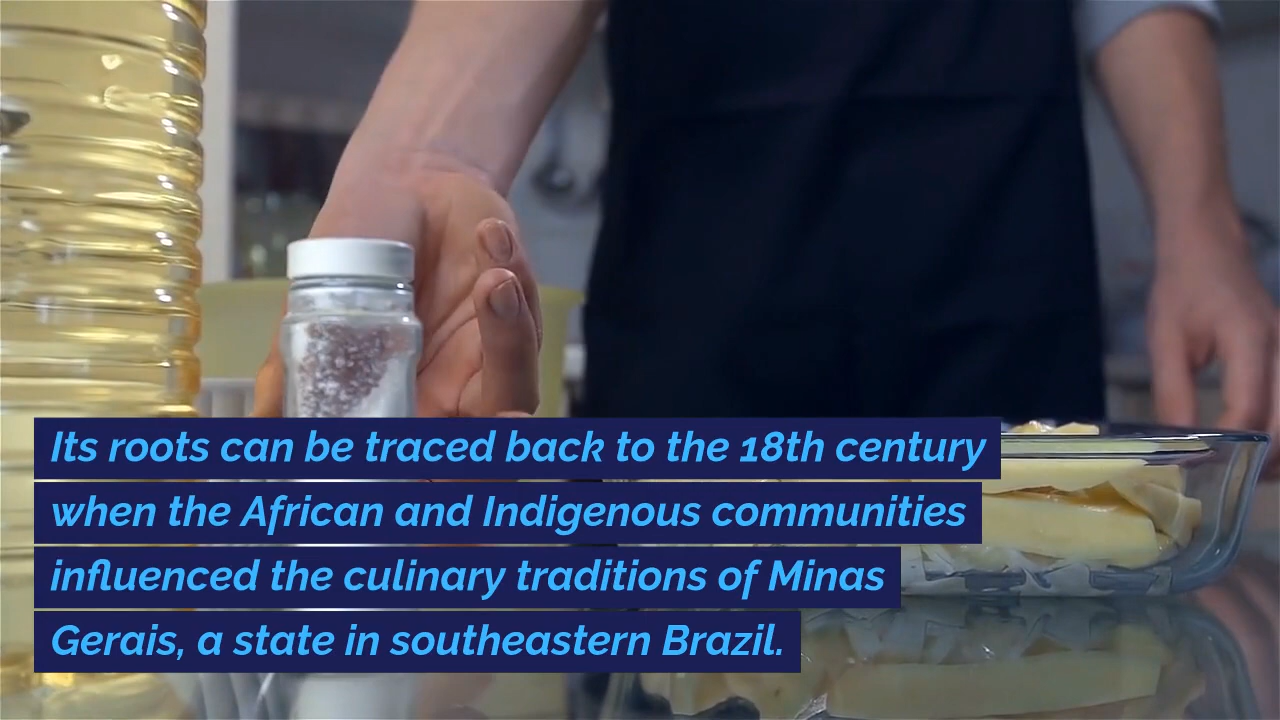 Its roots can be traced back to the 18th century
when the African and Indigenous communities
influenced the culinary traditions of Minas
Gerais, a state in southeastern Brazil.